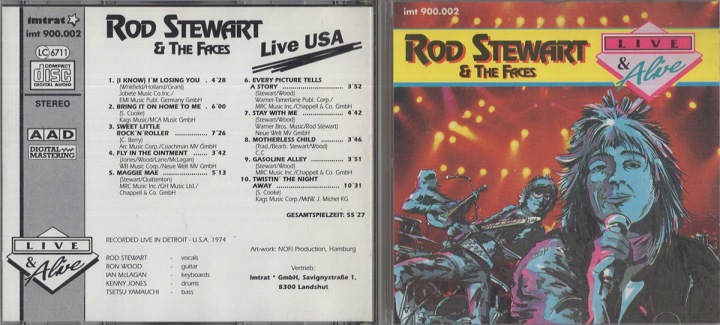 imtrat
imt 900.002
LC 6711
COMPACT
disc
DIGITAL AUDIO
STEREO
AAD
DIGITAL
MASTERING
LIVE
& Alive
ROD STEWART
& THE FACES
Live USA
1. (I KNOW) I´M LOSING YOU . 4´28
(Whitfield/Holland/Grant)
Jobete Music Co.Inc./
EMI Music Publ. Germany GmbH
2. BRING IT ON HOME TO ME . 6´00
(S. Cooke)
Karp Music/MCA Music GmbH
3. SWEET LITTLE
ROCK´N ROLLER ............ 7´26
(C. Berry)
Arc Music Corp./Coachman MV GmbH
4. FLY IN THE OINTMENT ...... 3´42
(Jones/Wood/Lane/McLagan)
WB Music Corp./Neue Welt MV GmbH
5. MAGGIE MAE .................. 5´13
(Stewart/Quittenton)
MRC Music Inc./GH Music Ltd./
Chappell & Co. GmbH
6. EVERY PICTURE TELLS
A STORY ......................... 3´52
(Stewart/Wood)
Warner-Tamerlane Publ. Corp./
MRC Music Inc./Chappell & Co. GmbH
7. STAY WITH ME ................. 4´42
(Stewart/Wood)
Warner Bros. Music/Rod Stewart)
Neue Welt MV GmbH
8. MOTHERLESS CHILD ......... 3´46
(Trad./Bearb. Stewart/Wood)
C.C.
9. GASOLINE ALLEY .............. 3´51
(Stewart/Wood)
MRC Music Inc./Chappell & Co. GmbH
10. TWISTIN´ THE NIGHT
AWAY ........................... 10´31
(S. Cooke)
Kags Music Corp./MdW, J. Michel KG
GESAMTSPIELZEIT: 55´27
RECORDED LIVE IN DETROIT - U.S.A. 1974
ROD STEWART - vocals
RON WOOD - guitar
IAN McLAGAN - keyboards
KENNY JONES - drums
TSETSU YAMAUCHI - bass
Art-work: NOFI Production, Hamburg
Vertrieb:
Imtrat * GmbH, Savignystraße 1,
8300 Landshut
imt 900.002
ROD STEWART
& THE FACES
LIVE
& Alive